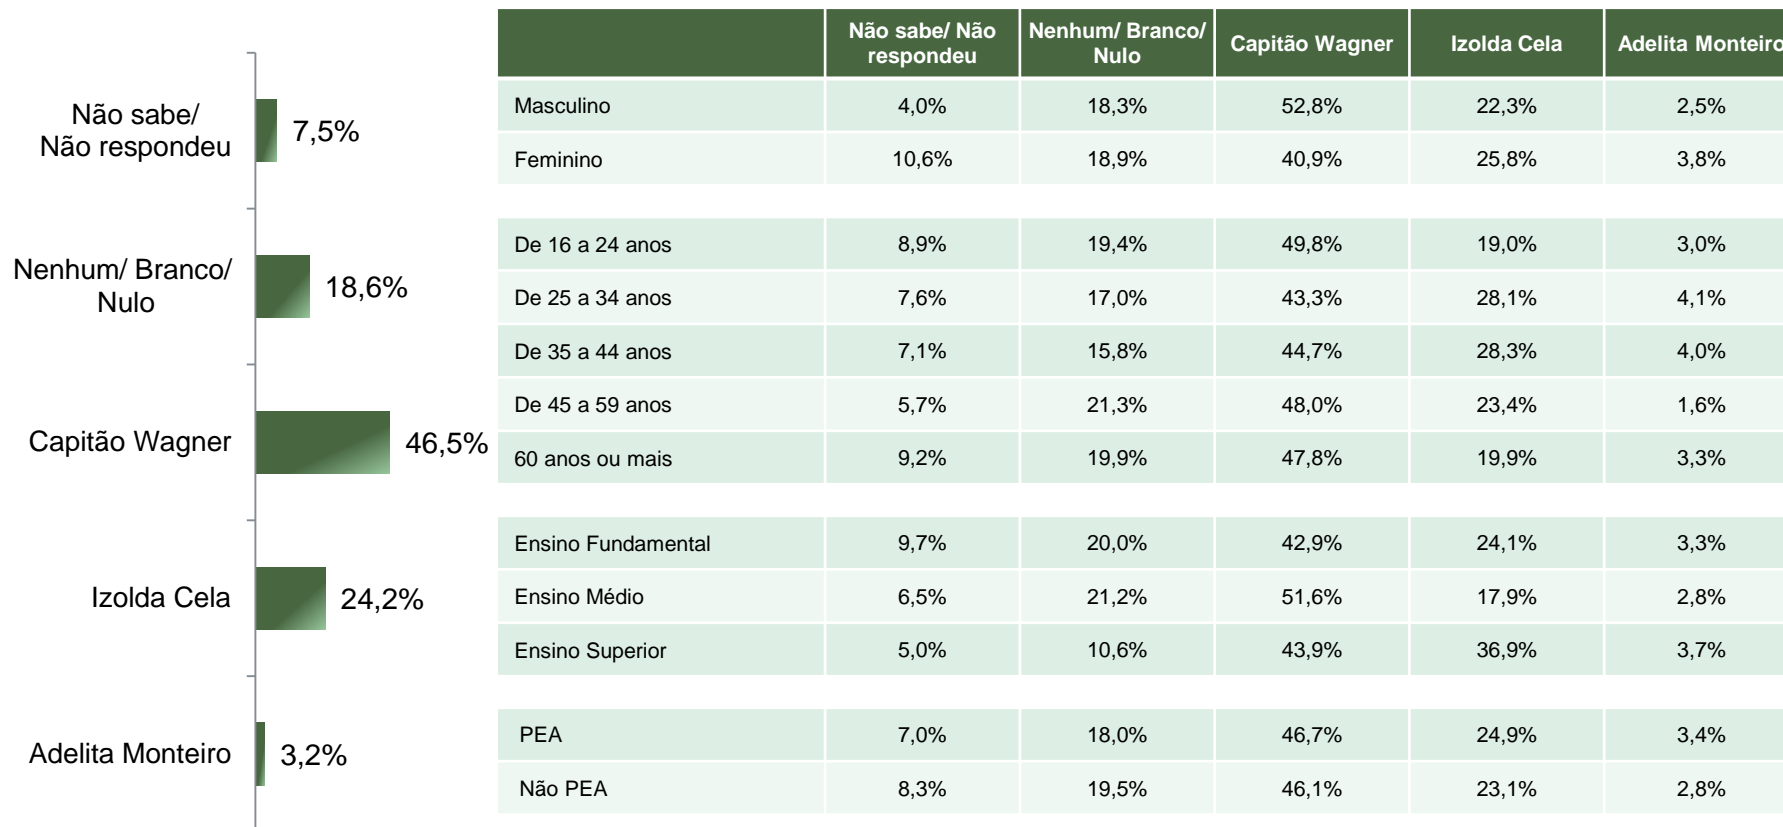 Não sabe/
Não respondeu
7,5%
Nenhum/ Branco/
Nulo
18,6%
Capitão Wagner
46,5%
Izolda Cela
24,2%
Adelita Monteiro
3,2%
Não sabe/ Não
respondeu
Nenhum/ Branco/
Nulo
Capitão Wagner
Izolda Cela
Adelita Monteiro
Masculino 4,0% 18,3% 52,8% 22,3% 2,5%
Feminino 10,6% 18,9% 40,9% 25,8% 3,8%
De 16 a 24 anos 8,9% 19,4% 49,8% 19,0% 3,0%
De 25 a 34 anos 7,6% 17,0% 43,3% 28,1% 4,1%
De 35 a 44 anos 7,1% 15,8% 44,7% 28,3% 4,0%
De 45 a 59 anos 5,7% 21,3% 48,0% 23,4% 1,6%
60 anos ou mais 9,2% 19,9% 47,8% 19,9% 3,3%
Ensino Fundamental 9,7% 20,0% 42,9% 24,1% 3,3%
Ensino Médio 6,5% 21,2% 51,6% 17,9% 2,8%
Ensino Superior 5,0% 10,6% 43,9% 36,9% 3,7%
PEA 7,0% 18,0% 46,7% 24,9% 3,4%
Não PEA 8,3% 19,5% 46,1% 23,1% 2,8%